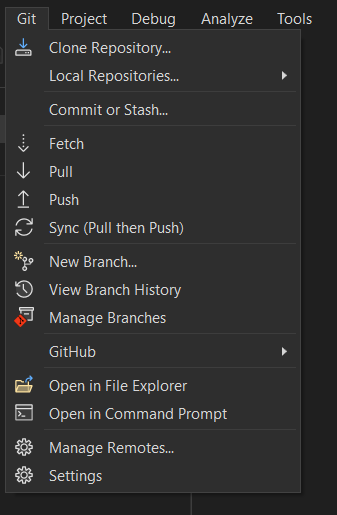 Git Project Debug Analyze Tools
Clone Repository...
Local Repositories...
Commit or Stash...
Fetch
Pull
Push
Sync (Pull then Push)
New Branch...
View Branch History
Manage Branches
GitHub
Open in File Explorer
Open in Command Prompt
Manage Remotes...
Settings